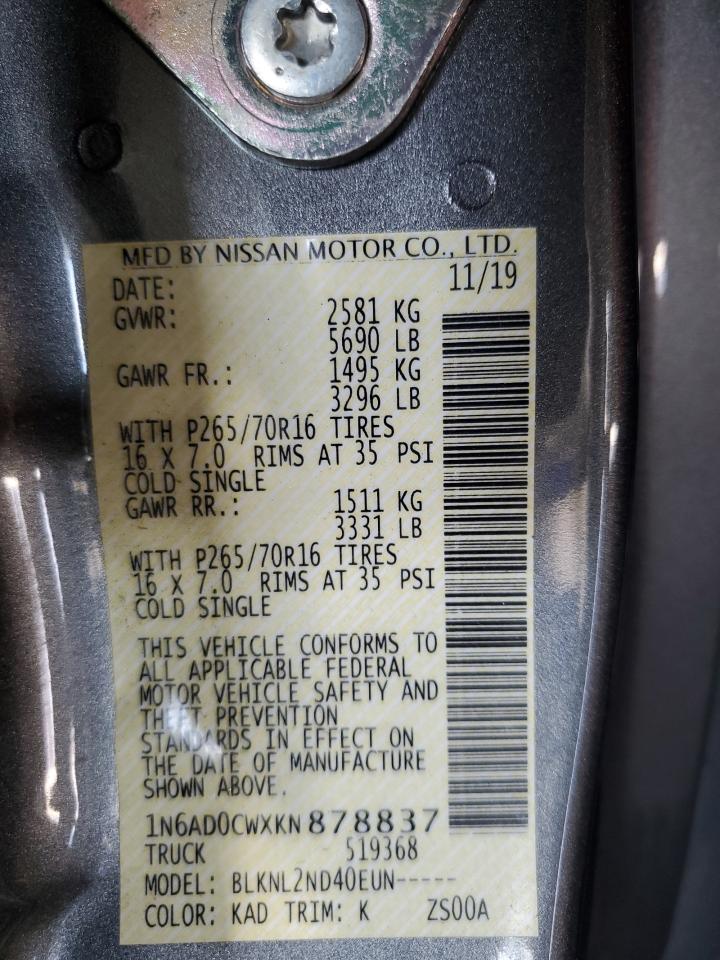 MFD BY NISSAN MOTOR CO., LTD.
DATE: 11/19
GVWR: 2581 KG
5690 LB
GAWR FR.: 1495 KG
3296 LB
WITH P265/70R16 TIRES
16 X 7.0 RIMS AT 35 PSI
COLD SINGLE
GAWR RR.: 1511 KG
3331 LB
WITH P265/70R16 TIRES
16 X 7.0 RIMS AT 35 PSI
COLD SINGLE
THIS VEHICLE CONFORMS TO
ALL APPLICABLE FEDERAL
MOTOR VEHICLE SAFETY AND
THEFT PREVENTION
STANDARDS IN EFFECT ON
THE DATE OF MANUFACTURE
SHOWN ABOVE.
1N6AD0CWXKN878837
TRUCK 519368
MODEL: BLKNL2ND40EUN-----
COLOR: KAD TRIM: K ZS00A